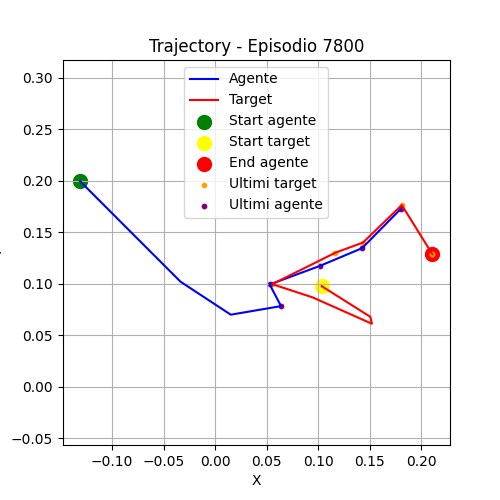 Trajectory - Episodio 7800
Agente
Target
Start agente
Start target
End agente
Ultimi target
Ultimi agente
0.30
0.25
0.20
0.15
0.10
0.05
0.00
−0.05
−0.10
−0.05
0.00
0.05
0.10
0.15
0.20
X